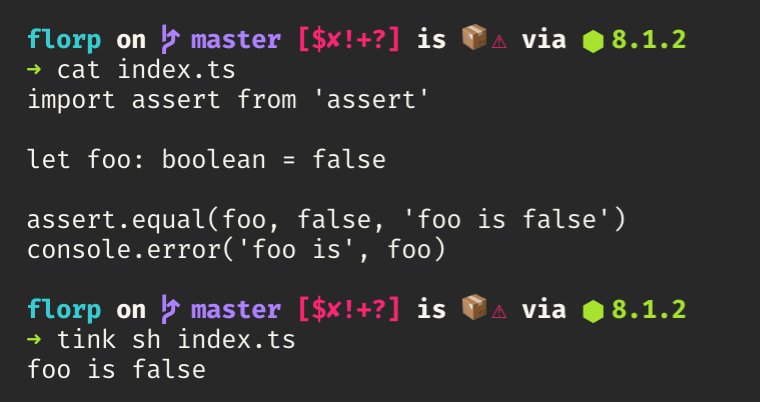 florp on master [$✘!+?] is 📦⚠ via ⬢ 8.1.2
➜ cat index.ts
import assert from 'assert'
let foo: boolean = false
assert.equal(foo, false, 'foo is false')
console.error('foo is', foo)
florp on master [$✘!+?] is 📦⚠ via ⬢ 8.1.2
➜ tink sh index.ts
foo is false